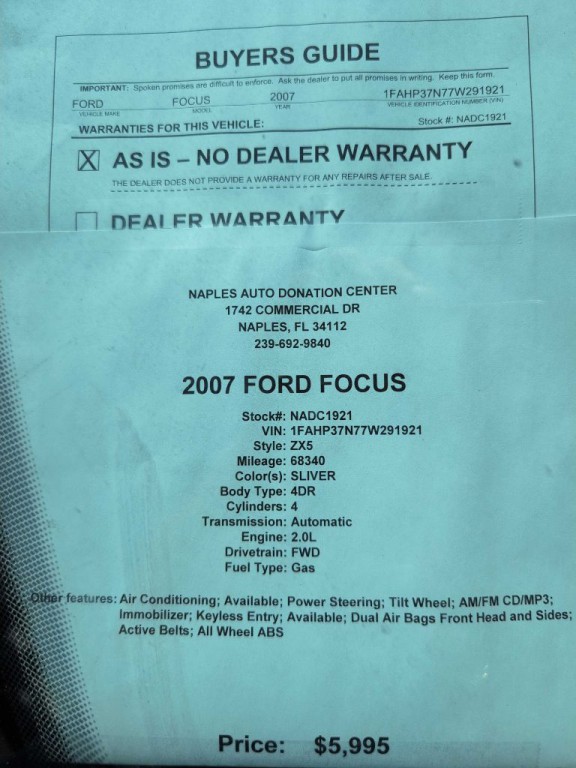 BUYERS GUIDE
IMPORTANT: Spoken promises are difficult to enforce. Ask the dealer to put all promises in writing. Keep this form.
FORD FOCUS 2007 1FAHP37N77W291921
VEHICLE MAKE MODEL YEAR VEHICLE IDENTIFICATION NUMBER (VIN)
WARRANTIES FOR THIS VEHICLE: Stock #: NADC1921
X AS IS – NO DEALER WARRANTY
THE DEALER DOES NOT PROVIDE A WARRANTY FOR ANY REPAIRS AFTER SALE.
DEALER WARRANTY
NAPLES AUTO DONATION CENTER
1742 COMMERCIAL DR
NAPLES, FL 34112
239-692-9840
2007 FORD FOCUS
Stock#: NADC1921
VIN: 1FAHP37N77W291921
Style: ZX5
Mileage: 68340
Color(s): SLIVER
Body Type: 4DR
Cylinders: 4
Transmission: Automatic
Engine: 2.0L
Drivetrain: FWD
Fuel Type: Gas
Other features: Air Conditioning; Available; Power Steering; Tilt Wheel; AM/FM CD/MP3;
Immobilizer; Keyless Entry; Available; Dual Air Bags Front Head and Sides;
Active Belts; All Wheel ABS
Price: $5,995